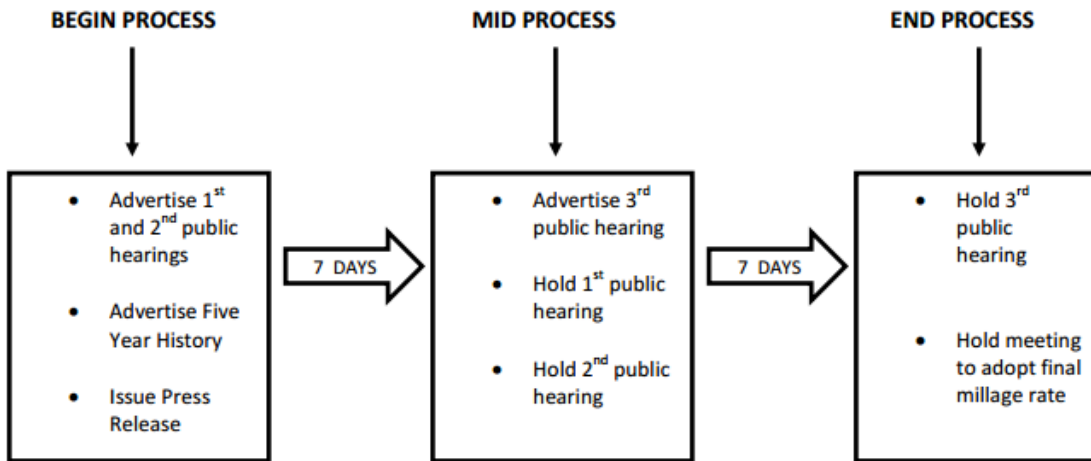 BEGIN PROCESS
MID PROCESS
END PROCESS
• Advertise 1st
and 2nd public
hearings
• Advertise Five
Year History
• Issue Press
Release
7 DAYS
• Advertise 3rd
public hearing
• Hold 1st public
hearing
• Hold 2nd public
hearing
7 DAYS
• Hold 3rd
public
hearing
• Hold meeting
to adopt final
millage rate